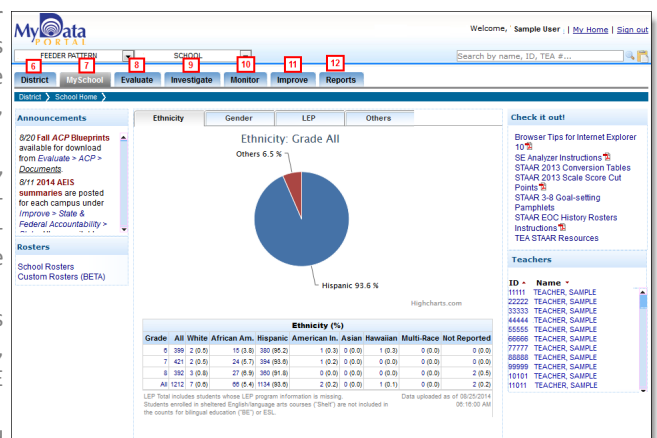 MyData
PORTAL
Welcome, Sample User | My Home | Sign out
FEEDER PATTERN SCHOOL Search by name, ID, TEA #...
6 7 8 9 10 11 12
District MySchool Evaluate Investigate Monitor Improve Reports
District School Home
Announcements
8/20 Fall ACP Blueprints
available for download
from Evaluate > ACP >
Documents.
8/11 2014 AEIS
summaries are posted
for each campus under
Improve > State &
Federal Accountability >
Rosters
School Rosters
Custom Rosters (BETA)
Ethnicity Gender LEP Others
Ethnicity: Grade All
Others 6.5 %
Hispanic 93.6 %
Highcharts.com
Ethnicity (%)
Grade All White African Am. Hispanic American In. Asian Hawaiian Multi-Race Not Reported
6 399 2 (0.5) 15 (3.8) 380 (95.2) 1 (0.3) 0 (0.0) 1 (0.3) 0 (0.0) 0 (0.0)
7 421 2 (0.5) 24 (5.7) 394 (93.6) 1 (0.2) 0 (0.0) 0 (0.0) 0 (0.0) 0 (0.0)
8 392 3 (0.8) 27 (6.9) 360 (91.8) 0 (0.0) 0 (0.0) 0 (0.0) 0 (0.0) 2 (0.5)
All 1212 7 (0.6) 66 (5.4) 1134 (93.6) 2 (0.2) 0 (0.0) 1 (0.1) 0 (0.0) 2 (0.2)
LEP Total includes students whose LEP program information is missing.
Students enrolled in sheltered English/language arts courses ("Shelt") are not included in
the counts for bilingual education ("BE") or ESL.
Data uploaded as of 08/25/2014
06:16:00 AM
Check it out!
Browser Tips for Internet Explorer
10
SE Analyzer Instructions
STAAR 2013 Conversion Tables
STAAR 2013 Scale Score Cut
Points
STAAR 3-8 Goal-setting
Pamphlets
STAAR EOC History Rosters
Instructions
TEA STAAR Resources
Teachers
ID Name
11111 TEACHER, SAMPLE
22222 TEACHER, SAMPLE
33333 TEACHER, SAMPLE
44444 TEACHER, SAMPLE
55555 TEACHER, SAMPLE
66666 TEACHER, SAMPLE
77777 TEACHER, SAMPLE
88888 TEACHER, SAMPLE
99999 TEACHER, SAMPLE
10101 TEACHER, SAMPLE
11011 TEACHER, SAMPLE